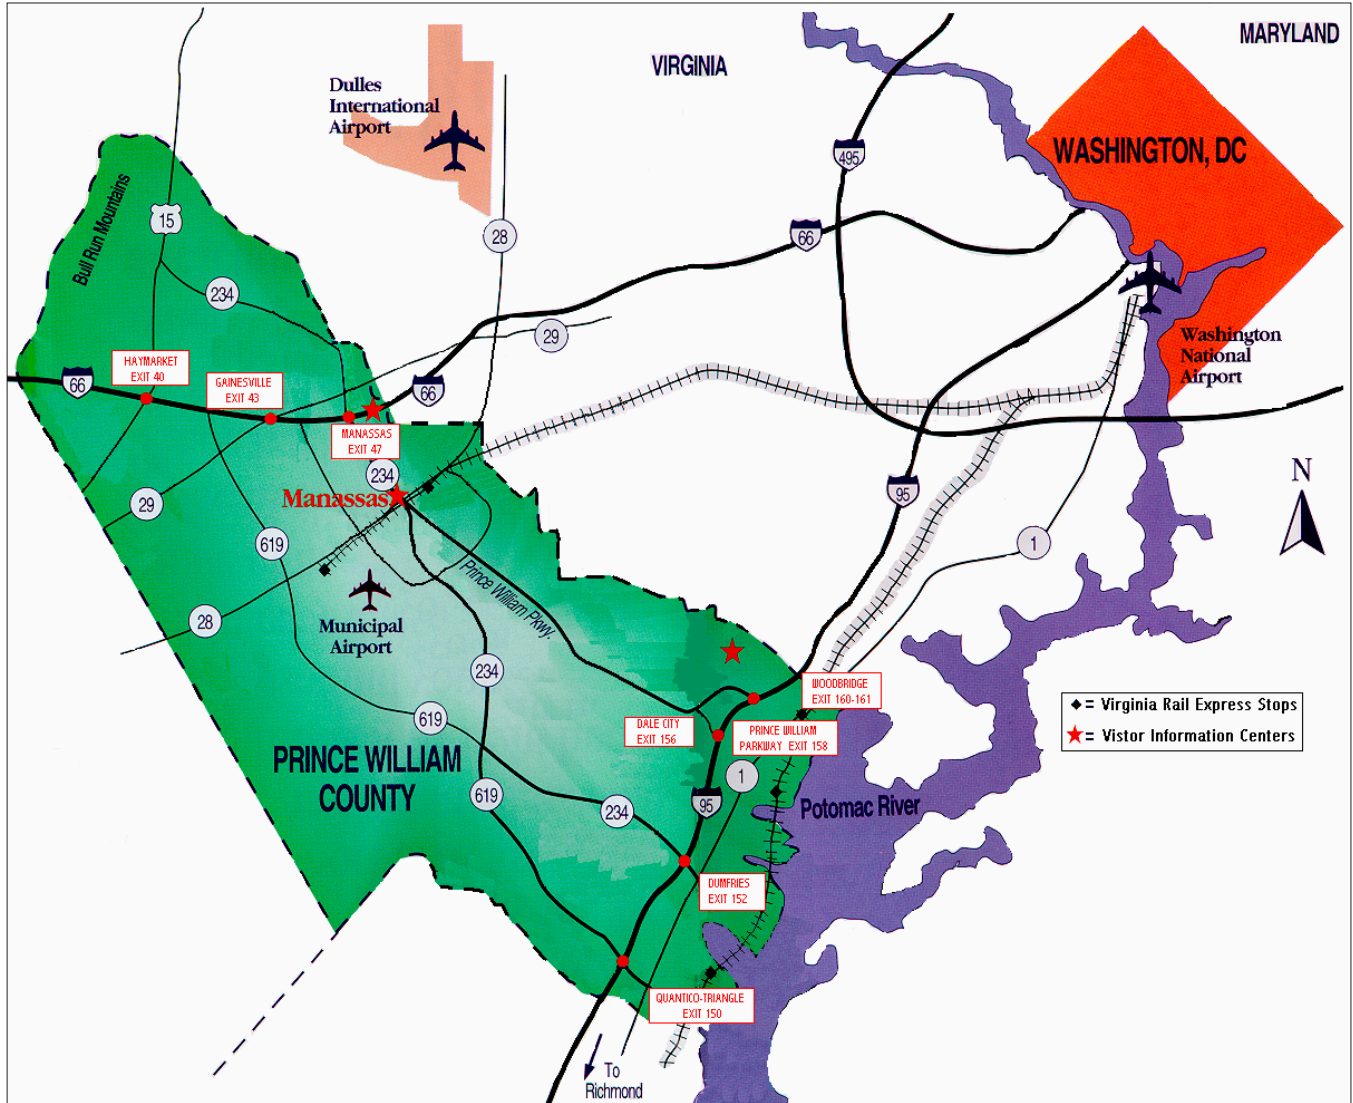 MARYLAND
VIRGINIA
Dulles
International
Airport
495
WASHINGTON, DC
Bull Run Mountains
15
28
66
234
Washington
National
Airport
29
HAYMARKET
EXIT 40
66
GAINESVILLE
EXIT 43
66
MANASSAS
EXIT 47
N
234
Manassas
29
95
619
1
Prince William Pkwy.
28
Municipal
Airport
234
WOODBRIDGE
EXIT 160-161
= Virginia Rail Express Stops
= Vistor Information Centers
619
DALE CITY
EXIT 156
PRINCE WILLIAM
PARKWAY EXIT 158
PRINCE WILLIAM
COUNTY
1
619
95
234
Potomac River
DUMFRIES
EXIT 152
QUANTICO-TRIANGLE
EXIT 150
To
Richmond